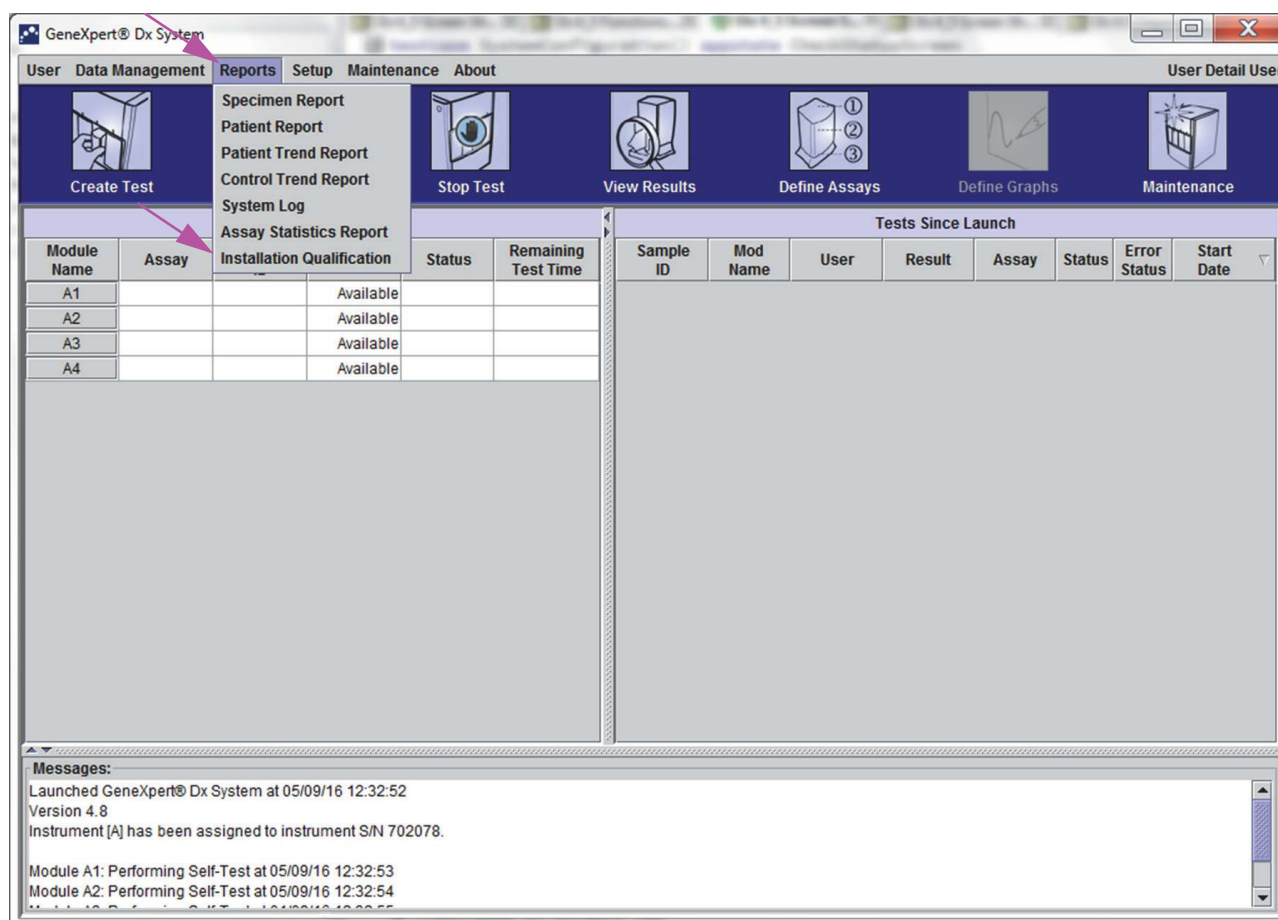 GeneXpert® Dx System
User Data Management Reports Setup Maintenance About User Detail Use
Specimen Report
Patient Report
Patient Trend Report
Control Trend Report
System Log
Assay Statistics Report
Installation Qualification
Create Test Stop Test View Results Define Assays Define Graphs Maintenance
① ② ③
Tests Since Launch
Module Name Assay Status Remaining Test Time
Sample ID Mod Name User Result Assay Status Error Status Start Date
A1 Available
A2 Available
A3 Available
A4 Available
Messages:
Launched GeneXpert® Dx System at 05/09/16 12:32:52
Version 4.8
Instrument [A] has been assigned to instrument S/N 702078.
Module A1: Performing Self-Test at 05/09/16 12:32:53
Module A2: Performing Self-Test at 05/09/16 12:32:54